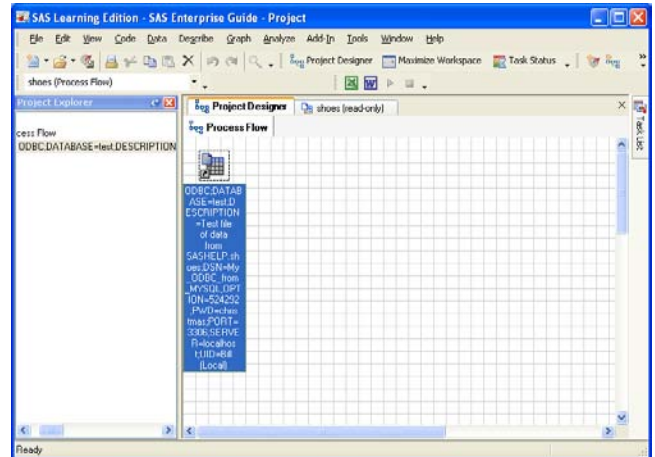 SAS Learning Edition - SAS Enterprise Guide - Project
File Edit View Code Data Describe Graph Analyze Add-In Tools Window Help
Project Designer Maximize Workspace Task Status
shoes (Process Flow)
Project Explorer
Project Designer shoes (read-only)
Process Flow
cess Flow
ODBC;DATABASE=test;DESCRIPTION
ODBC;DATAB
ASE=test;D
ESCRIPTION
=Test file
of data
from
SASHELP.sh
oes;DSN=My
_ODBC_from
_MYSQL;OPT
ION=524292
;PWD=chris
tmas;PORT=
3306;SERVE
R=localhos
t;UID=Bill
(Local)
Task List
Ready